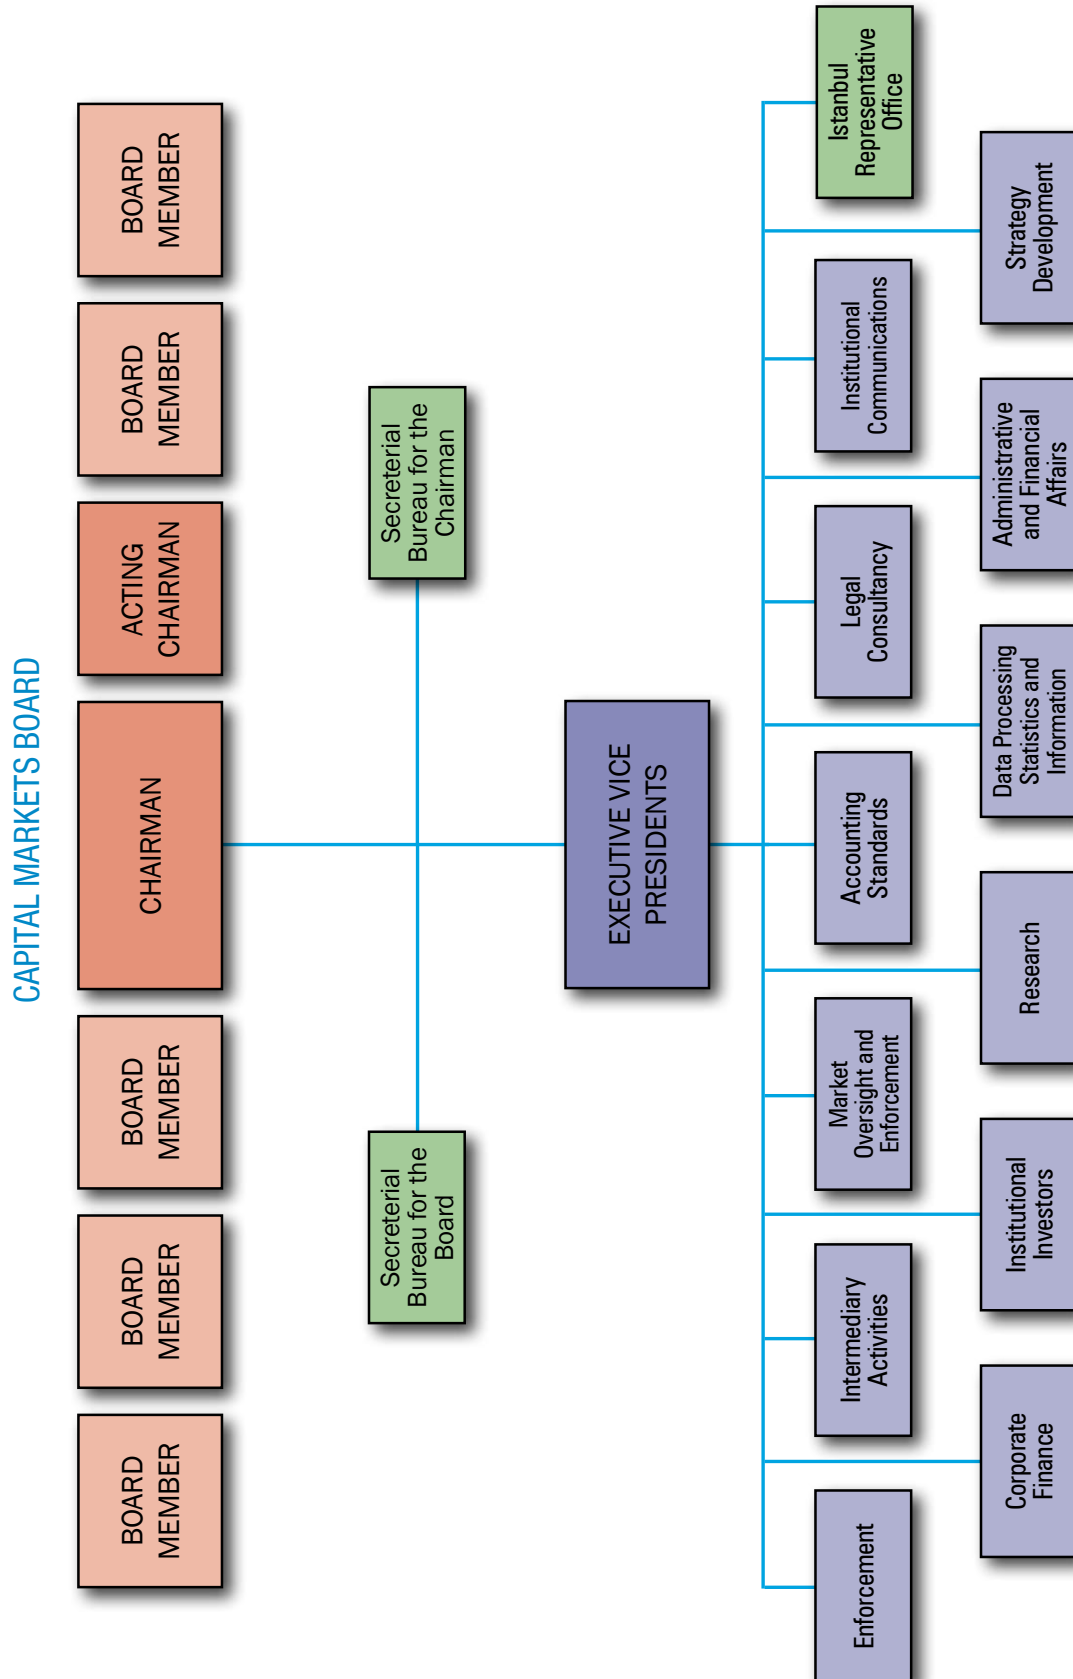 CAPITAL MARKETS BOARD
BOARD
MEMBER
BOARD
MEMBER
BOARD
MEMBER
CHAIRMAN
ACTING
CHAIRMAN
BOARD
MEMBER
BOARD
MEMBER
Secreterial
Bureau for the
Board
Secreterial
Bureau for the
Chairman
EXECUTIVE VICE
PRESIDENTS
Enforcement
Intermediary
Activities
Market
Oversight and
Enforcement
Accounting
Standards
Legal
Consultancy
Institutional
Communications
Istanbul
Representative
Office
Corporate
Finance
Institutional
Investors
Research
Data Processing
Statistics and
Information
Administrative
and Financial
Affairs
Strategy
Development